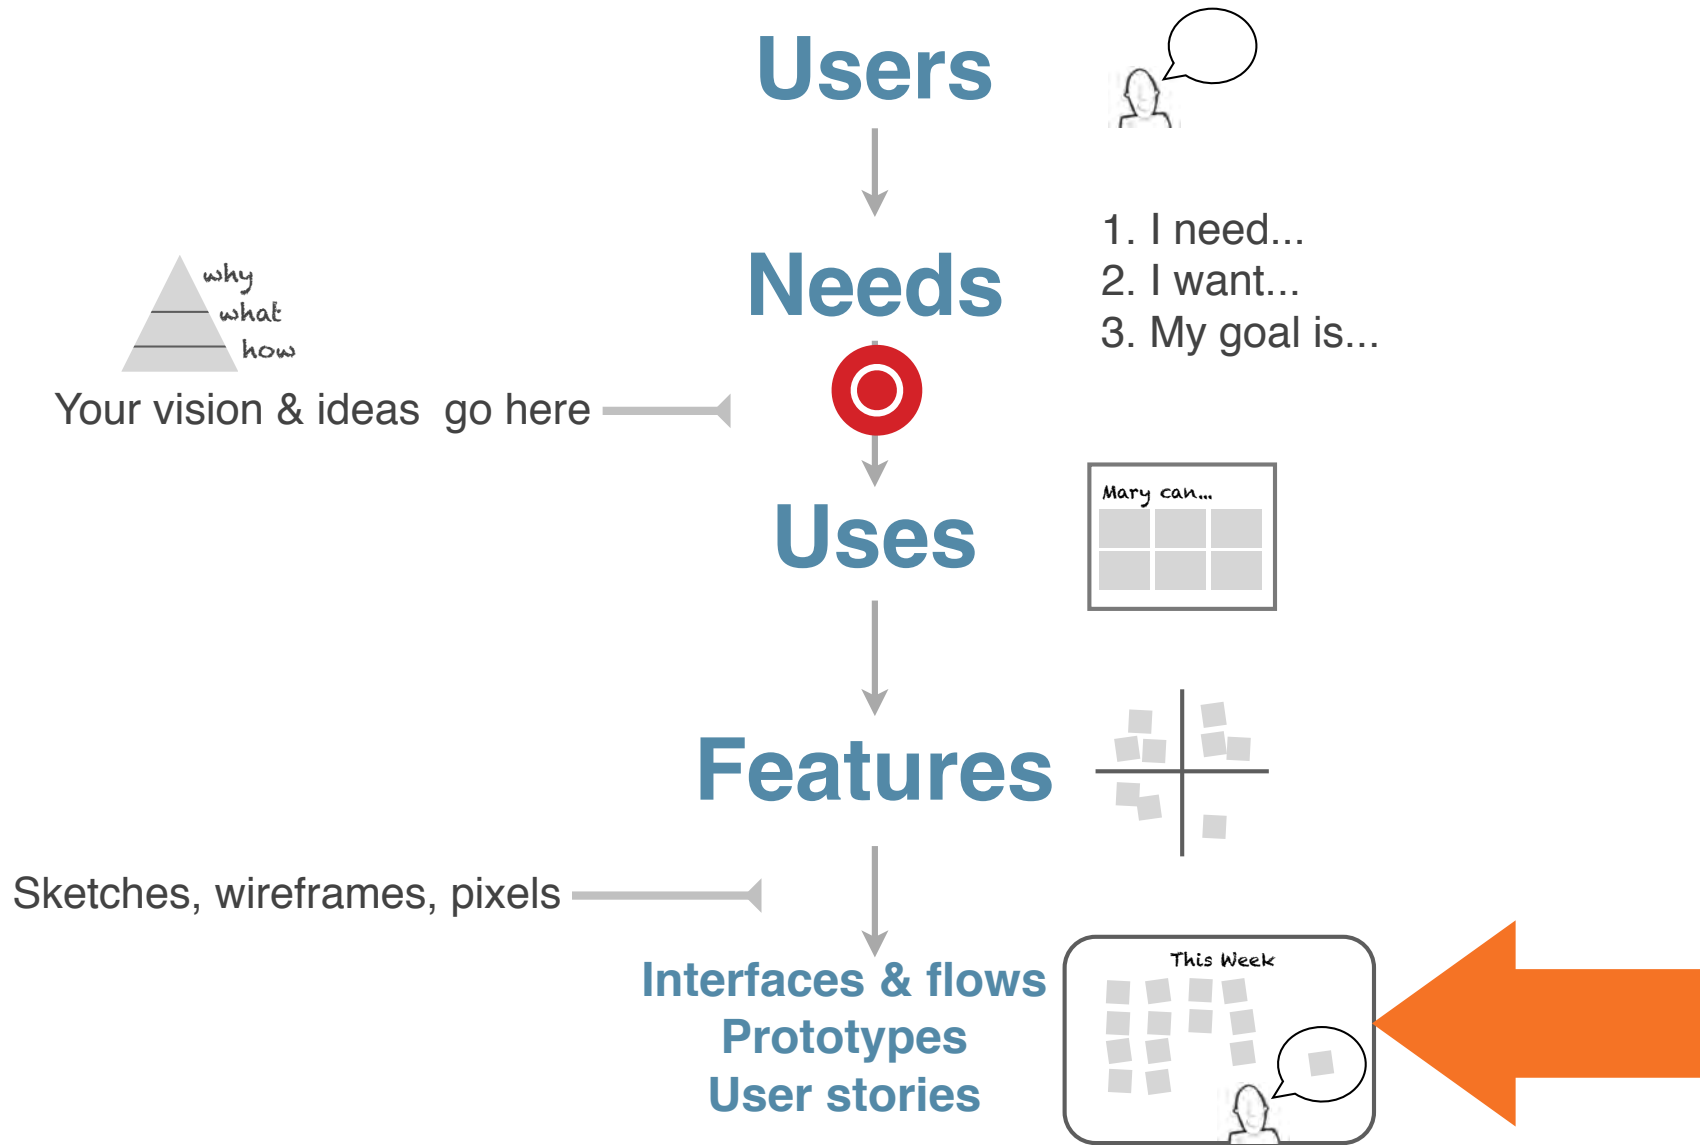 Users
Needs
1. I need...
2. I want...
3. My goal is...
why
what
how
Your vision & ideas  go here
Mary can...
Uses
Features
Sketches, wireframes, pixels
Interfaces & flows
Prototypes
User stories
This Week